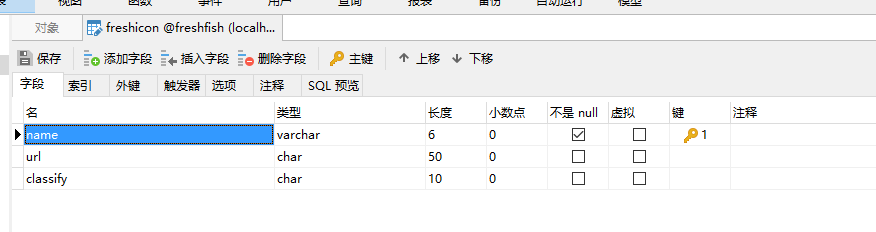 视图 函数 事件 用户 查询 报表 备份 自动运行 模型
对象 freshicon @freshfish (localh...
保存 添加字段 插入字段 删除字段 主键 上移 下移
字段 索引 外键 触发器 选项 注释 SQL 预览
名 类型 长度 小数点 不是 null 虚拟 键 注释
name varchar 6 0 1
url char 50 0
classify char 10 0